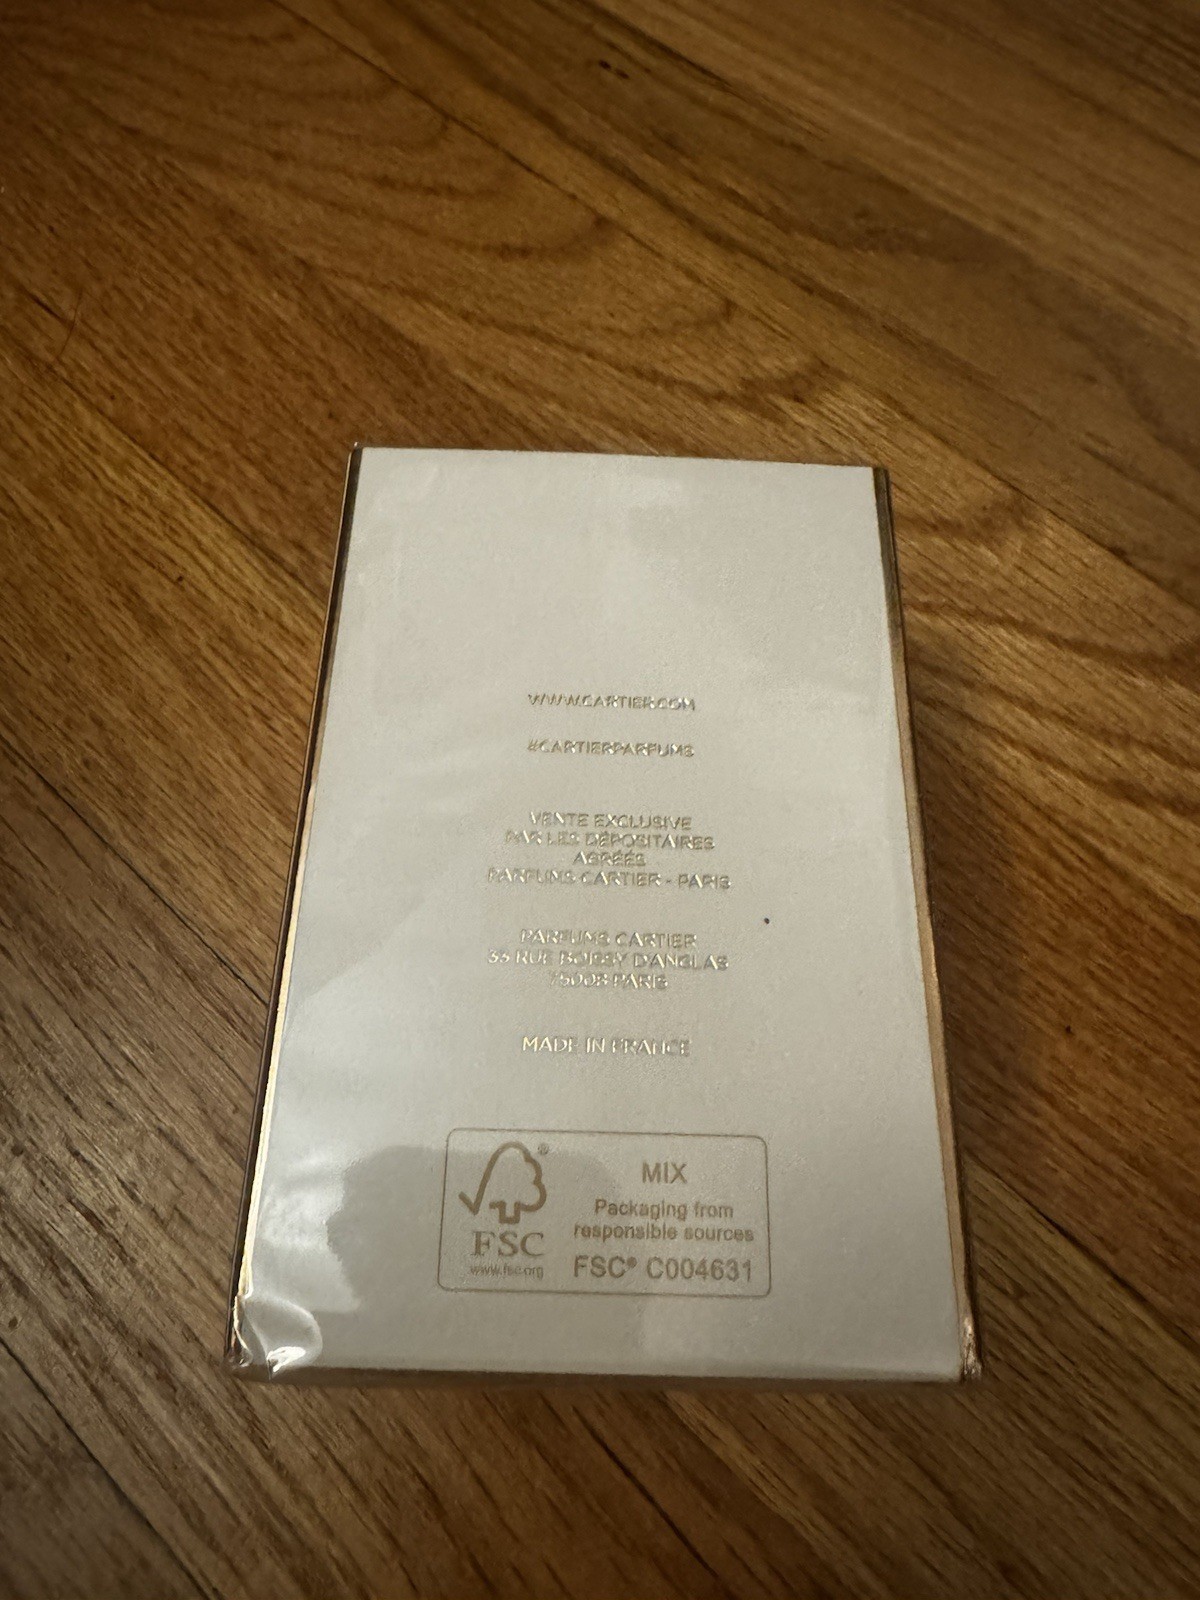 WWW.CARTIER.COM
#CARTIERPARFUMS
VENTE EXCLUSIVE
PAR LES DÉPOSITAIRES
AGRÉÉS
PARFUMS CARTIER - PARIS
PARFUMS CARTIER
33 RUE BOISSY D'ANGLAS
75008 PARIS
MADE IN FRANCE
®
FSC
www.fsc.org
MIX
Packaging from
responsible sources
FSC® C004631